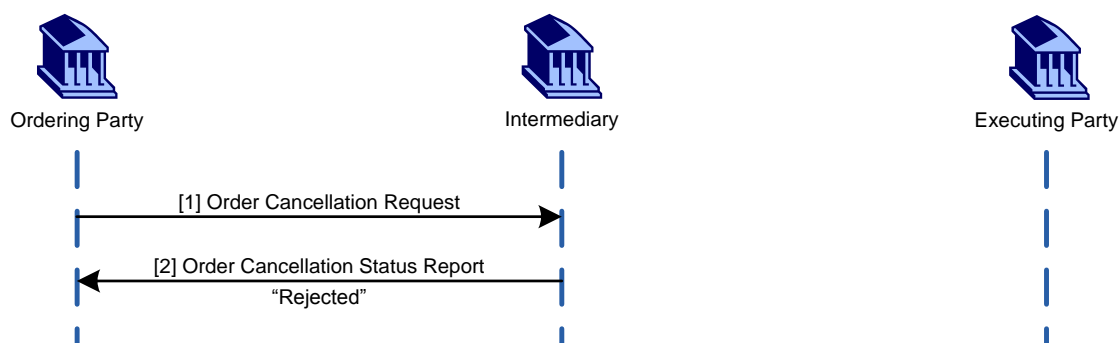 Ordering Party
Intermediary
Executing Party
[1] Order Cancellation Request
[2] Order Cancellation Status Report
“Rejected”